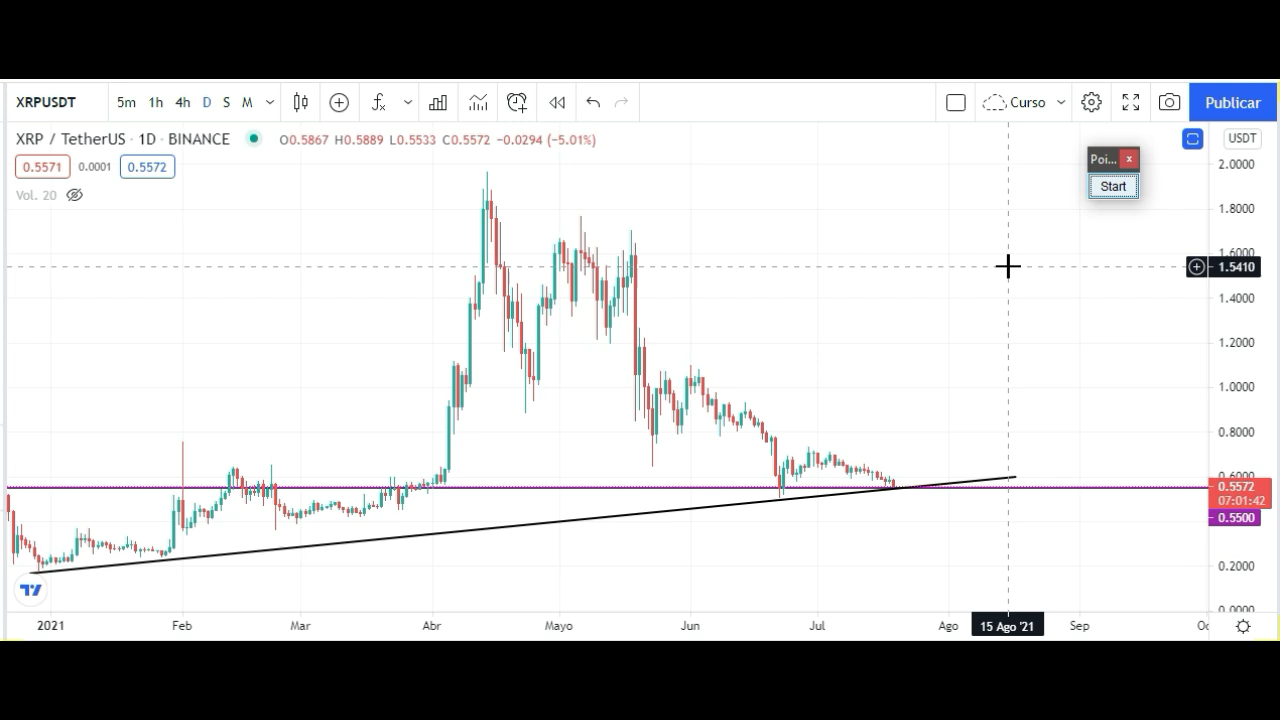 XRPUSDT 5m 1h 4h D S M Curso Publicar
XRP / TetherUS · 1D · BINANCE O0.5867 H0.5889 L0.5533 C0.5572 −0.0294 (−5.01%) USDT
0.5571 0.0001 0.5572
Vol. 20
Poi... x
Start
2.0000
1.8000
1.6000
1.5410
1.4000
1.2000
1.0000
0.8000
0.6000
0.5572
07:01:42
0.5500
0.2000
0.0000
2021 Feb Mar Abr Mayo Jun Jul Ago 15 Ago '21 Sep